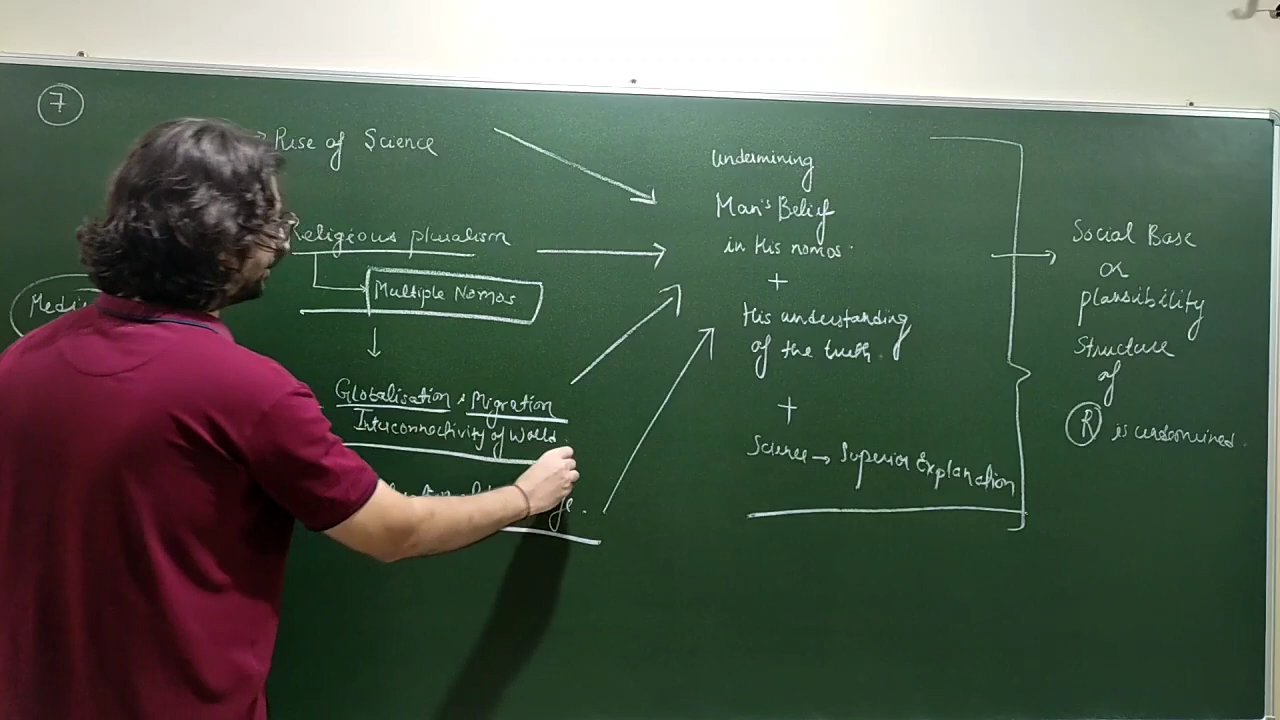 7
Rise of Science
Religious pluralism
Multiple Nomos
Globalisation & Migration
Interconnectivity of World.
undermining
Man's Belief
in His nomos.
+
His understanding
of the truth.
+
Science → Superior Explanation
Social Base
or
plausibility
Structure
of
R is undermined.